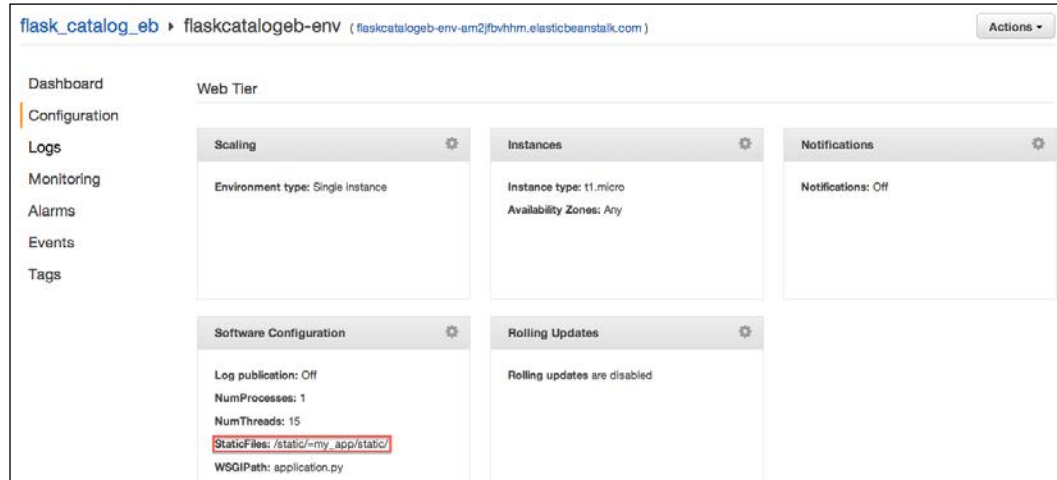 flask_catalog_eb ▸ flaskcatalogeb-env ( flaskcatalogeb-env-am2jfbvhhm.elasticbeanstalk.com )
Actions
Dashboard
Configuration
Logs
Monitoring
Alarms
Events
Tags
Web Tier
Scaling
Environment type: Single instance
Instances
Instance type: t1.micro
Availability Zones: Any
Notifications
Notifications: Off
Software Configuration
Log publication: Off
NumProcesses: 1
NumThreads: 15
StaticFiles: /static/=my_app/static/
WSGIPath: application.py
Rolling Updates
Rolling updates are disabled